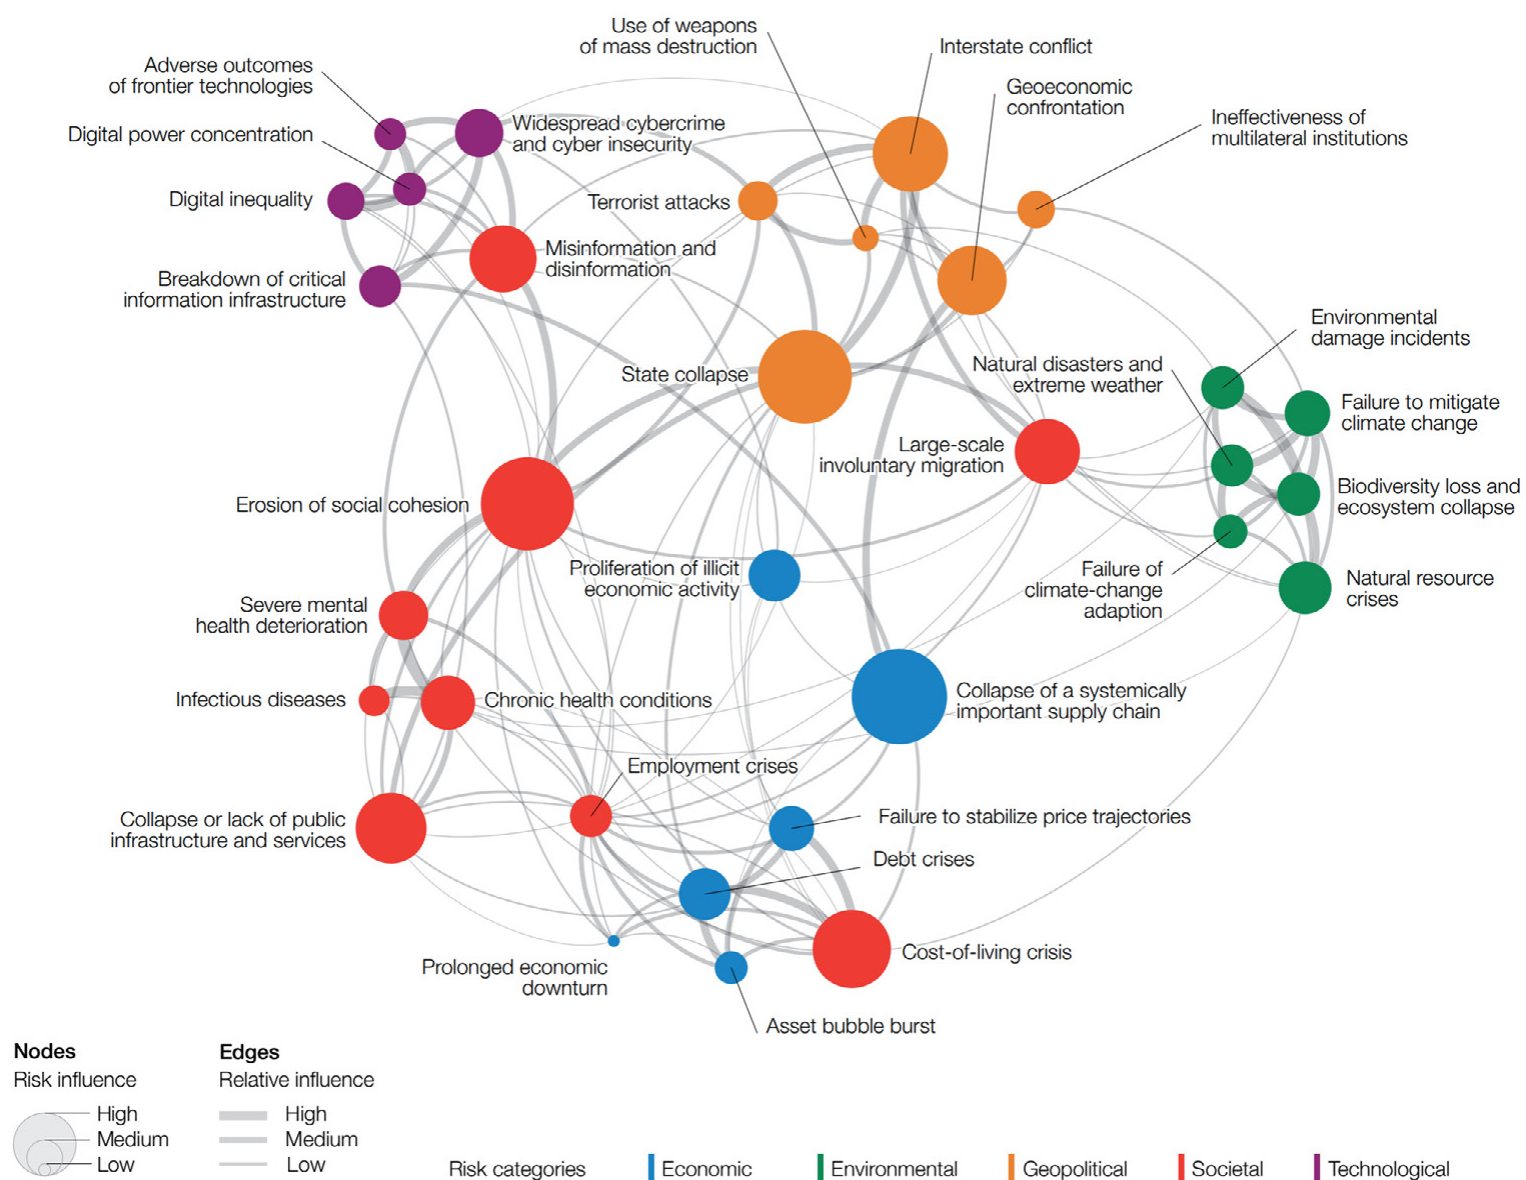 Use of weapons
of mass destruction
Interstate conflict
Adverse outcomes
of frontier technologies
Geoeconomic
confrontation
Ineffectiveness of
multilateral institutions
Digital power concentration
Widespread cybercrime
and cyber insecurity
Digital inequality
Terrorist attacks
Misinformation and
disinformation
Breakdown of critical
information infrastructure
Environmental
damage incidents
State collapse
Natural disasters and
extreme weather
Failure to mitigate
climate change
Large-scale
involuntary migration
Biodiversity loss and
ecosystem collapse
Erosion of social cohesion
Proliferation of illicit
economic activity
Failure of
climate-change
adaption
Natural resource
crises
Severe mental
health deterioration
Infectious diseases
Chronic health conditions
Collapse of a systemically
important supply chain
Employment crises
Collapse or lack of public
infrastructure and services
Failure to stabilize price trajectories
Debt crises
Prolonged economic
downturn
Cost-of-living crisis
Asset bubble burst
Nodes
Risk influence
High
Medium
Low
Edges
Relative influence
High
Medium
Low
Risk categories
Economic
Environmental
Geopolitical
Societal
Technological